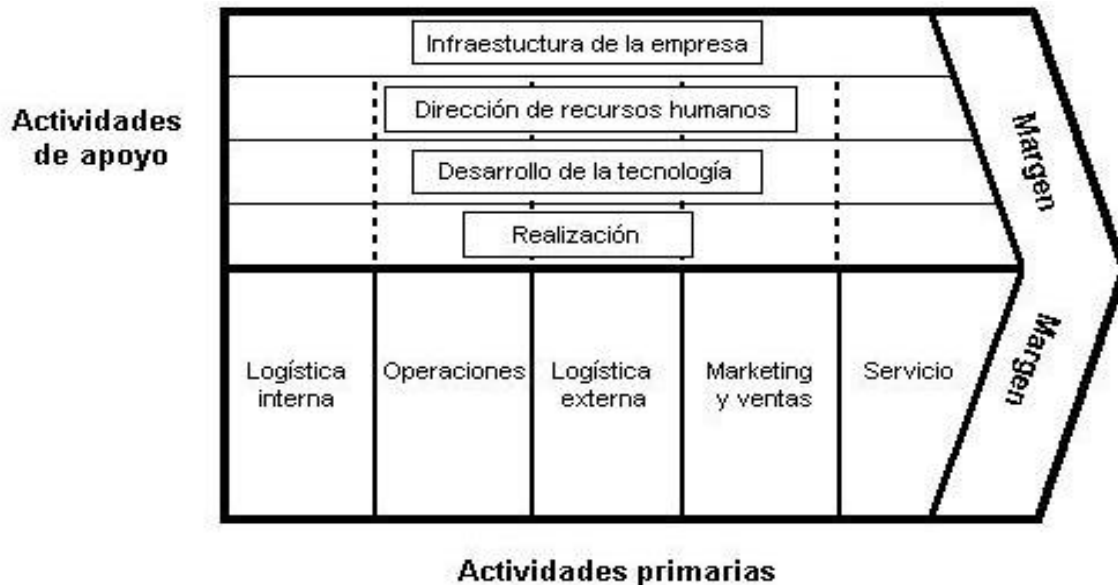 Infraestuctura de la empresa
Dirección de recursos humanos
Actividades
de apoyo
Desarrollo de la tecnología
Realización
Margen
Margen
Logística
interna
Operaciones
Logística
externa
Marketing
y ventas
Servicio
Actividades primarias